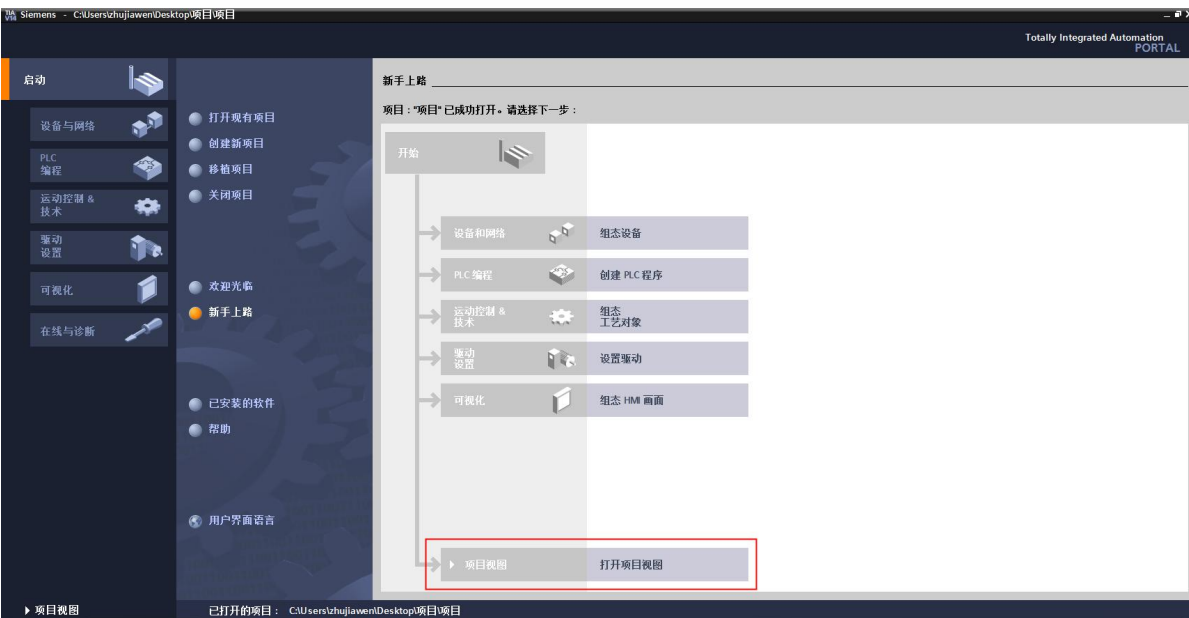 TIA V14 Siemens - C:\Users\zhujiawen\Desktop\项目\项目
Totally Integrated Automation
PORTAL
启动
设备与网络
PLC
编程
运动控制 &
技术
驱动
设置
可视化
在线与诊断
打开现有项目
创建新项目
移植项目
关闭项目
欢迎光临
新手上路
已安装的软件
帮助
用户界面语言
新手上路
项目："项目" 已成功打开。请选择下一步：
开始
设备和网络 组态设备
PLC 编程 创建 PLC 程序
运动控制 & 组态
技术 工艺对象
驱动
设置 设置驱动
可视化 组态 HMI 画面
项目视图 打开项目视图
项目视图 已打开的项目： C:\Users\zhujiawen\Desktop\项目\项目